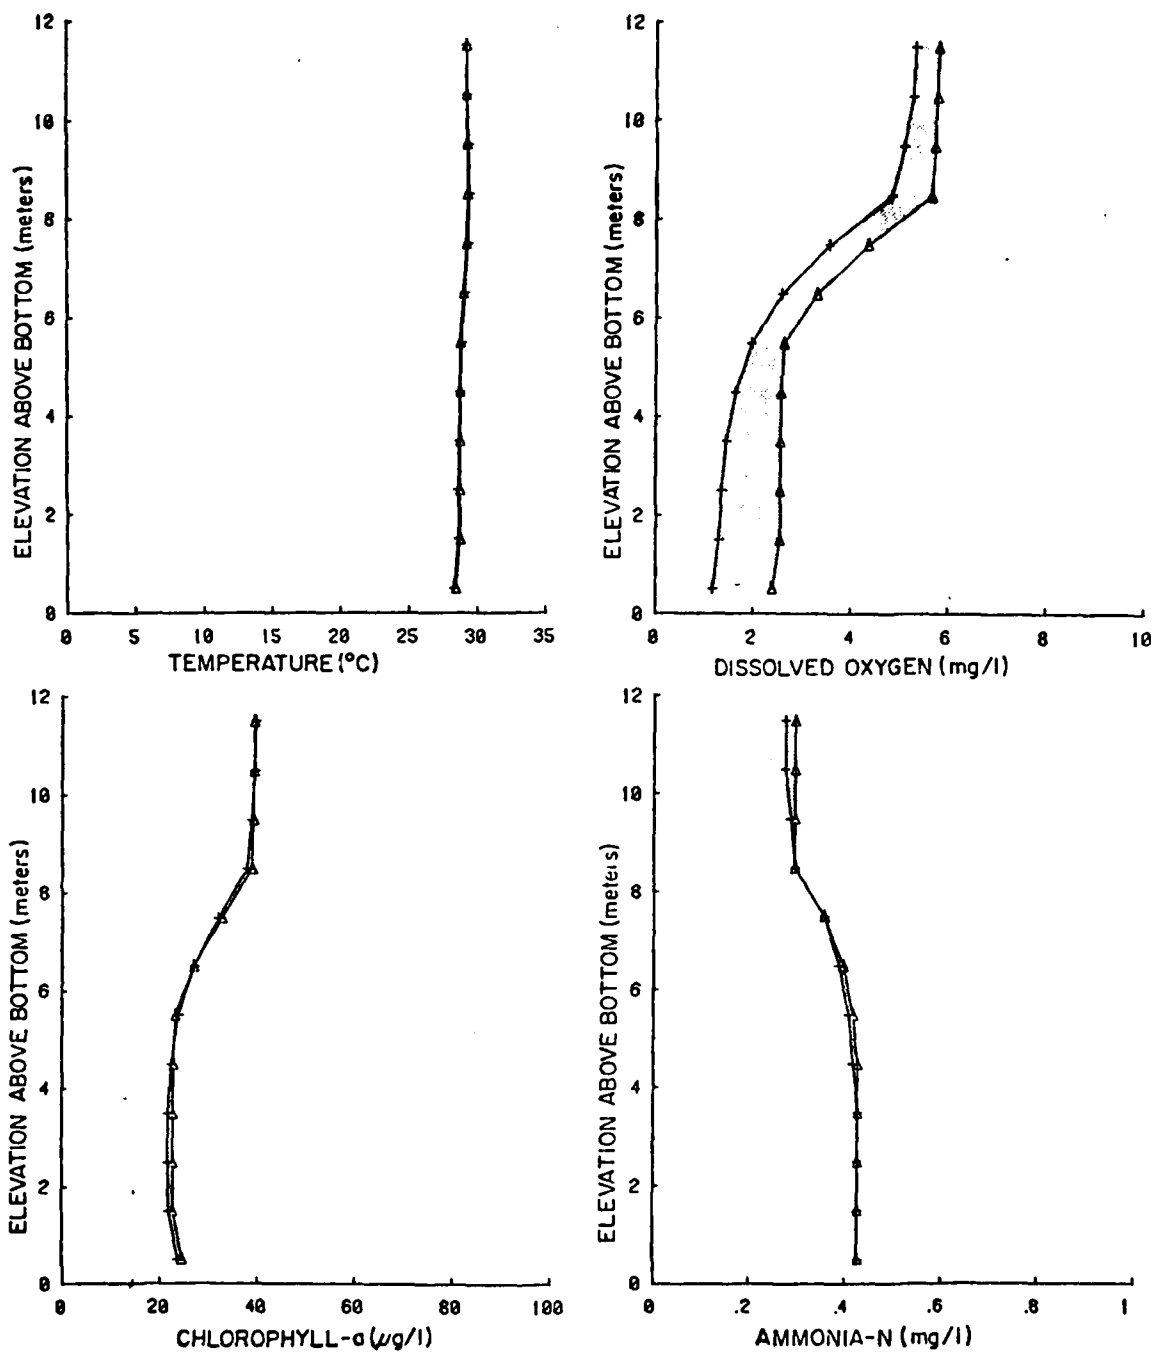 12
10
8
6
4
2
0
ELEVATION ABOVE BOTTOM (meters)
0 5 10 15 20 25 30 35
TEMPERATURE (°C)
12
10
8
6
4
2
0
ELEVATION ABOVE BOTTOM (meters)
0 2 4 6 8 10
DISSOLVED OXYGEN (mg/l)
12
10
8
6
4
2
0
ELEVATION ABOVE BOTTOM (meters)
0 20 40 60 80 100
CHLOROPHYLL-a (μg/l)
12
10
8
6
4
2
0
ELEVATION ABOVE BOTTOM (meters)
0 .2 .4 .6 .8 1
AMMONIA-N (mg/l)